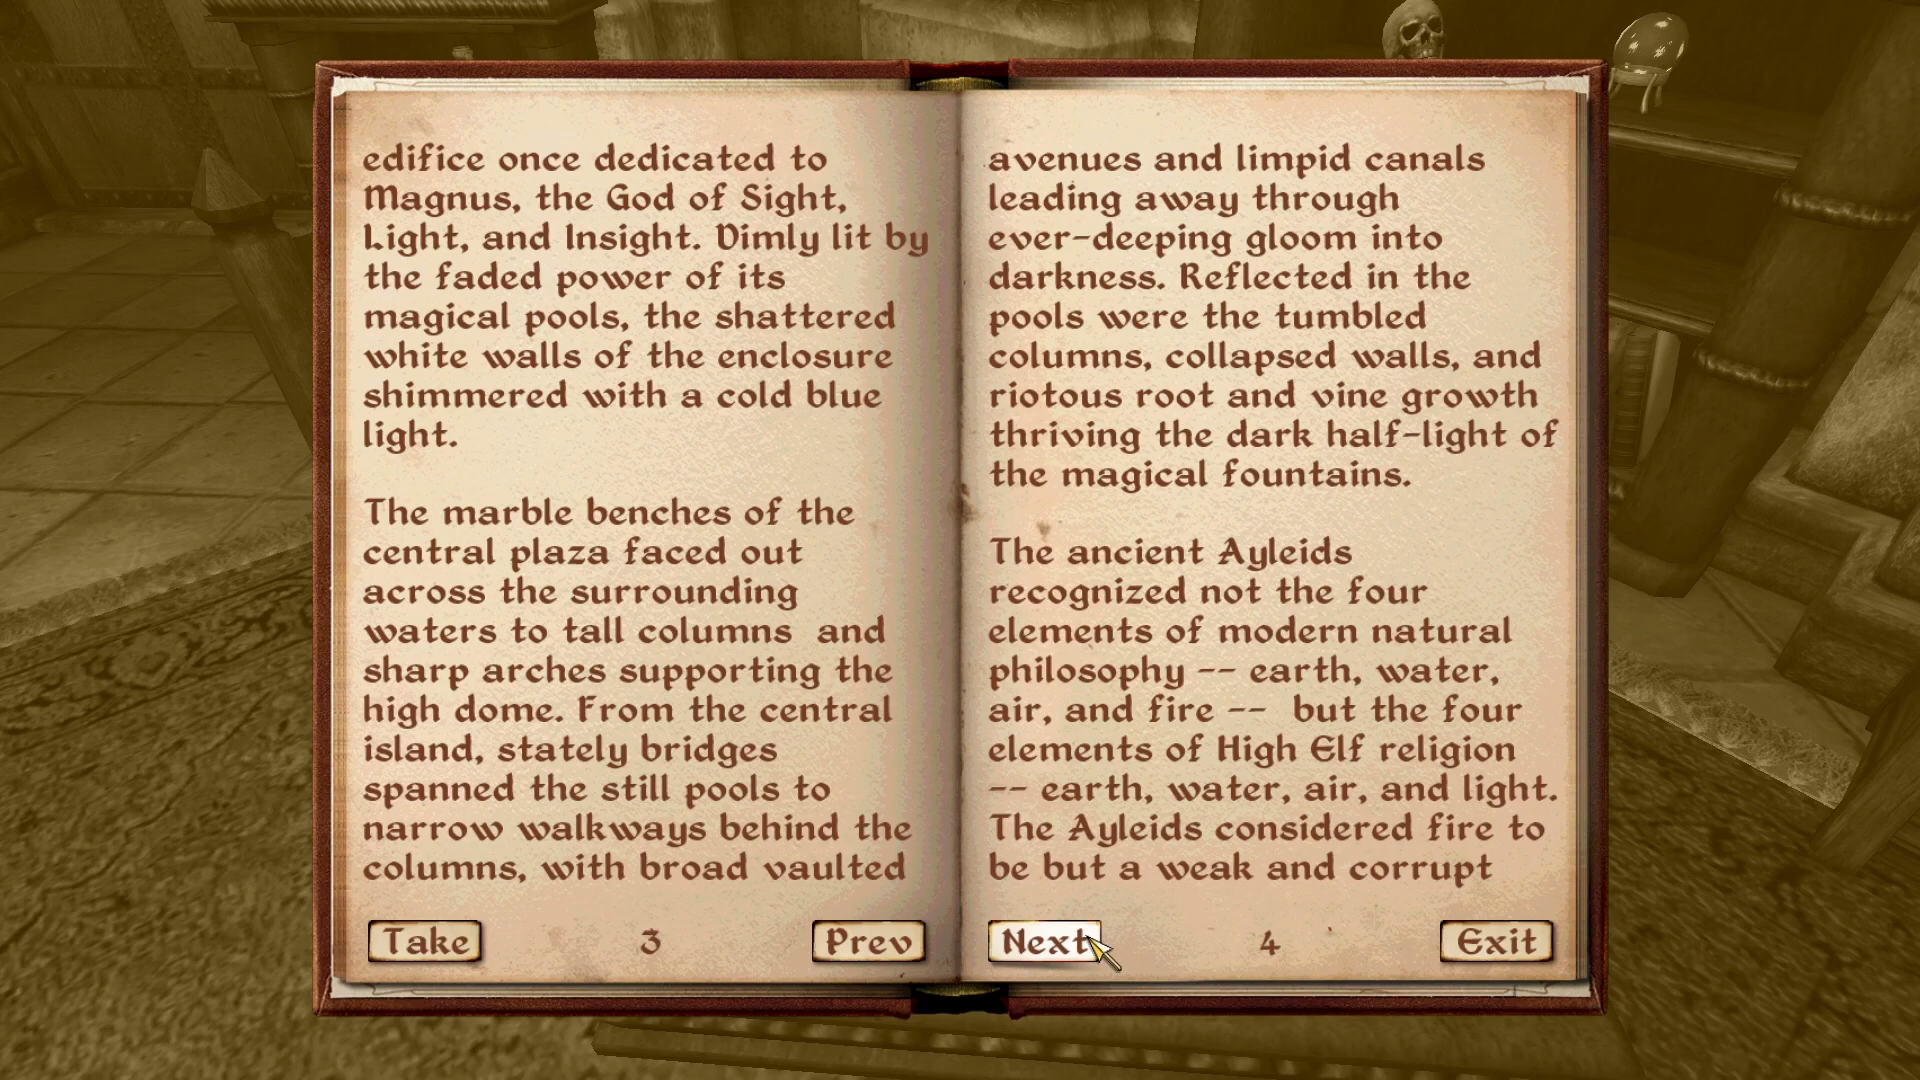 edifice once dedicated to
Magnus, the God of Sight,
Light, and Insight. Dimly lit by
the faded power of its
magical pools, the shattered
white walls of the enclosure
shimmered with a cold blue
light.
The marble benches of the
central plaza faced out
across the surrounding
waters to tall columns  and
sharp arches supporting the
high dome. From the central
island, stately bridges
spanned the still pools to
narrow walkways behind the
columns, with broad vaulted
Take
3
Prev
avenues and limpid canals
leading away through
ever-deeping gloom into
darkness. Reflected in the
pools were the tumbled
columns, collapsed walls, and
riotous root and vine growth
thriving the dark half-light of
the magical fountains.
The ancient Ayleids
recognized not the four
elements of modern natural
philosophy -- earth, water,
air, and fire --  but the four
elements of High Elf religion
-- earth, water, air, and light.
The Ayleids considered fire to
be but a weak and corrupt
Next
4
Exit